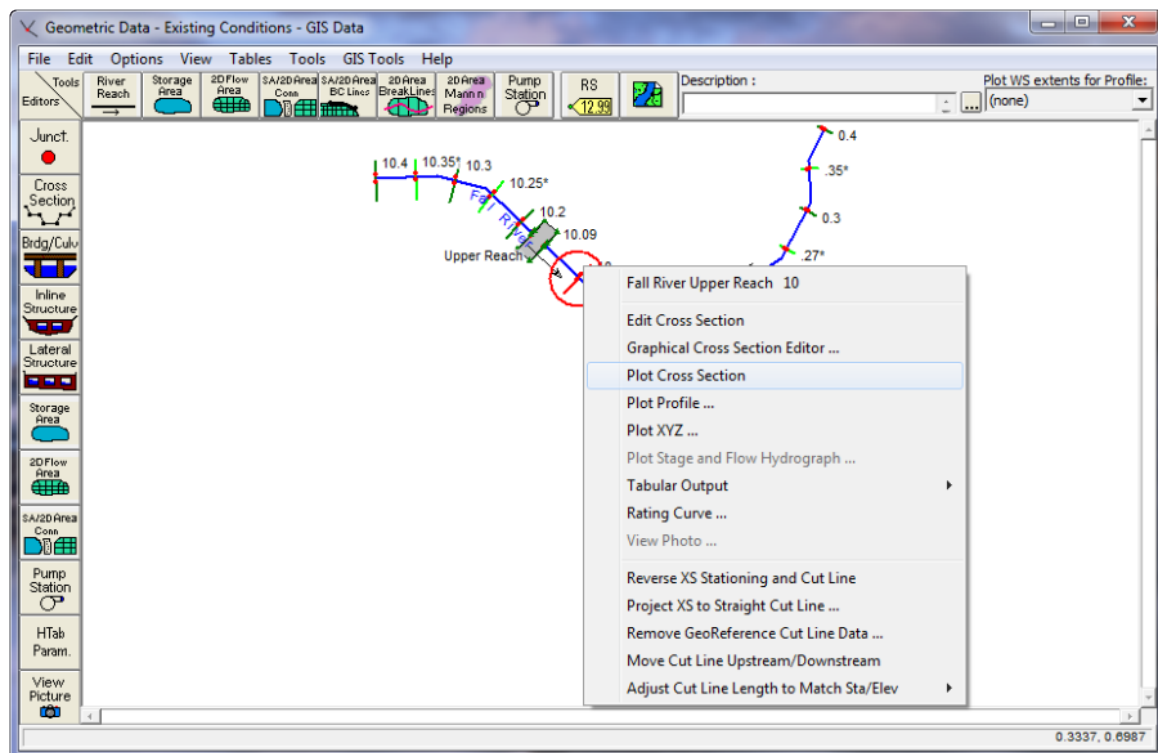 Geometric Data - Existing Conditions - GIS Data
File Edit Options View Tables Tools GIS Tools Help
Tools
Editors
River
Reach
Storage
Area
2D Flow
Area
SA/2D Area
Conn
SA/2D Area
BC Lines
2D Area
BreakLines
2D Area
Mann n
Regions
Pump
Station
RS
12.99
Description :
...
Plot WS extents for Profile:
(none)
Junct.
Cross
Section
Brdg/Culv
Inline
Structure
Lateral
Structure
Storage
Area
2D Flow
Area
SA/2D Area
Conn
Pump
Station
HTab
Param.
View
Picture
10.4 10.35* 10.3
10.25*
10.2
10.09
Fall River
Upper Reach
0.4
.35*
0.3
.27*
Fall River Upper Reach 10
Edit Cross Section
Graphical Cross Section Editor ...
Plot Cross Section
Plot Profile ...
Plot XYZ ...
Plot Stage and Flow Hydrograph ...
Tabular Output
Rating Curve ...
View Photo ...
Reverse XS Stationing and Cut Line
Project XS to Straight Cut Line ...
Remove GeoReference Cut Line Data ...
Move Cut Line Upstream/Downstream
Adjust Cut Line Length to Match Sta/Elev
0.3337, 0.6987